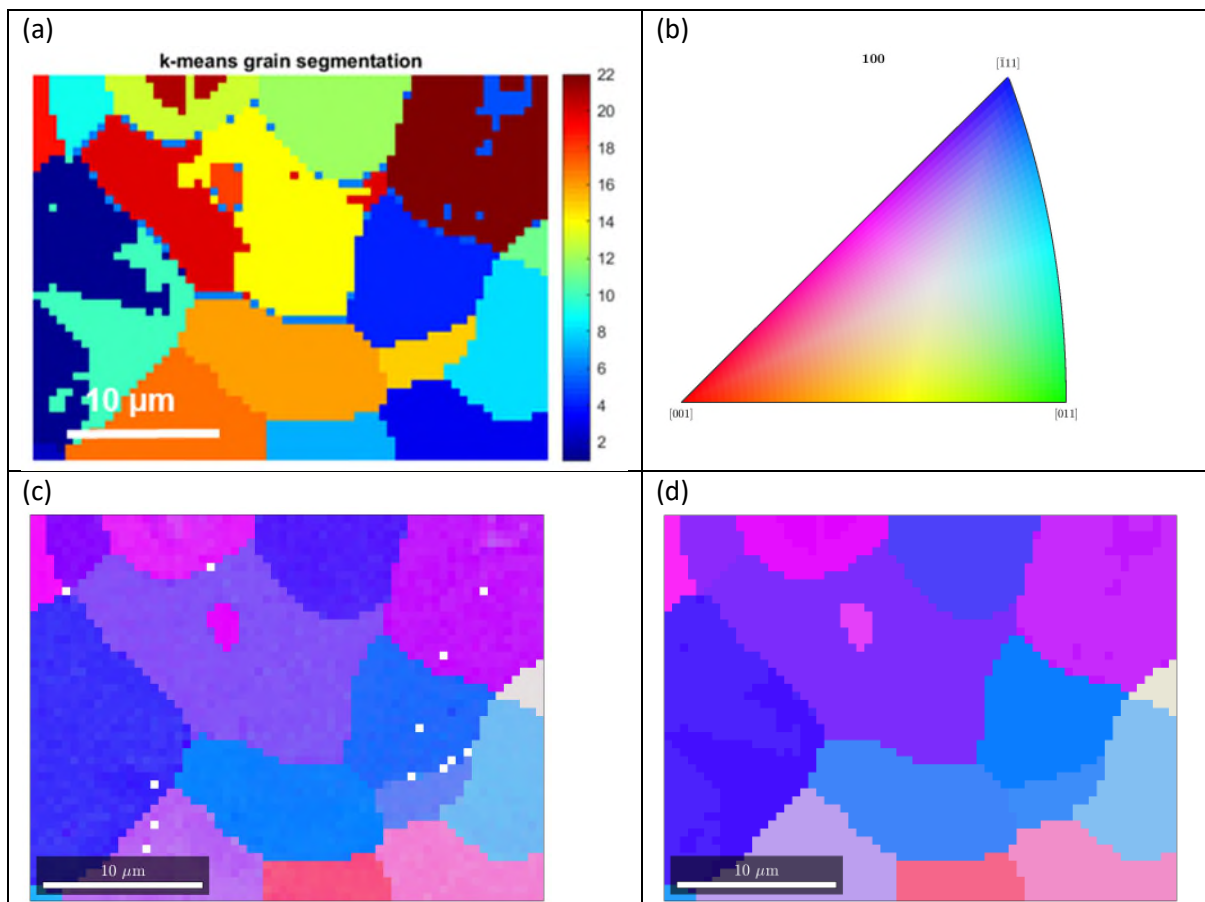 (a)
k-means grain segmentation
22
20
18
16
14
12
10
8
6
4
2
10 μm
(b)
100
[1̄11]
[001]
[011]
(c)
10 μm
(d)
10 μm